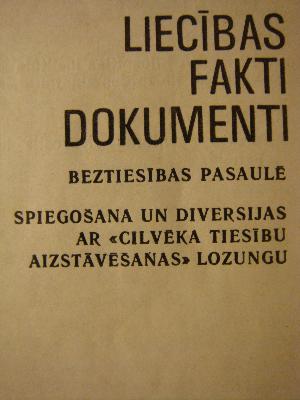 LIECĪBAS
FAKTI
DOKUMENTI
BEZTIESĪBAS PASAULĒ
SPIEGOŠANA UN DIVERSIJAS
AR «CILVĒKA TIESĪBU
AIZSTĀVĒŠANAS» LOZUNGU